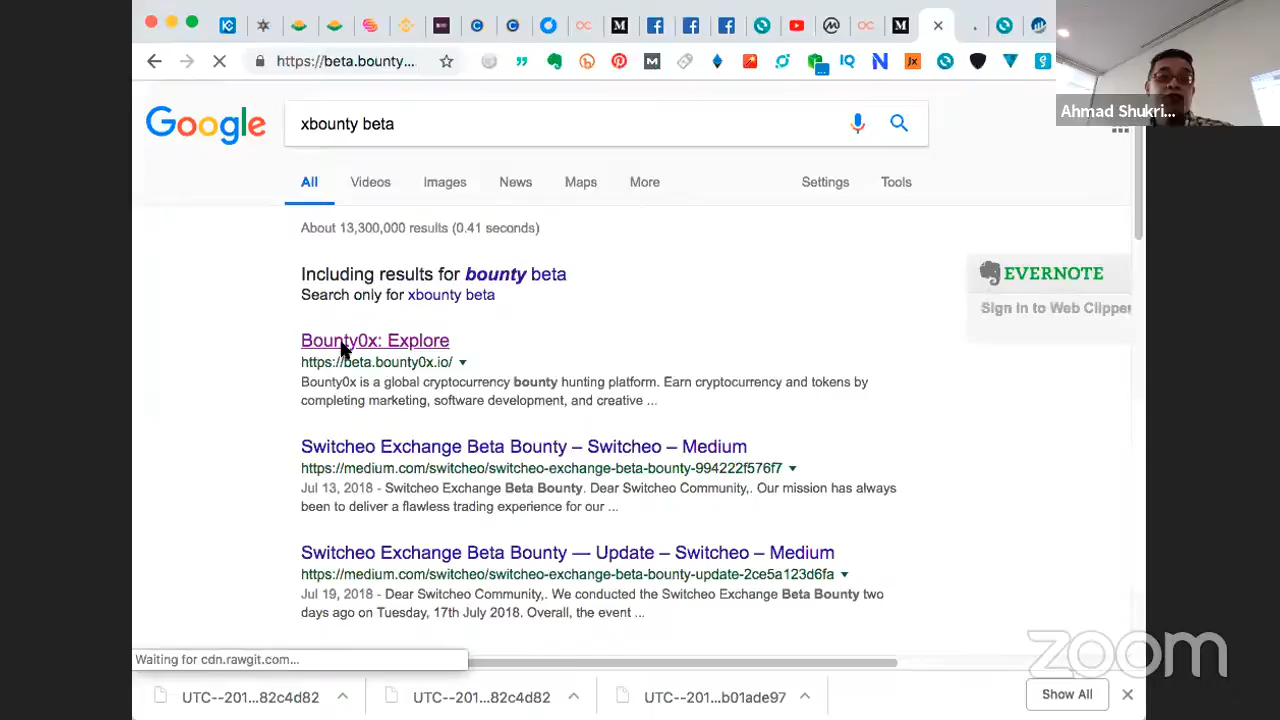 https://beta.bounty...
Ahmad Shukri...
Google
xbounty beta
All
Videos
Images
News
Maps
More
Settings
Tools
About 13,300,000 results (0.41 seconds)
Including results for bounty beta
Search only for xbounty beta
EVERNOTE
Sign in to Web Clipper
Bounty0x: Explore
https://beta.bounty0x.io/
Bounty0x is a global cryptocurrency bounty hunting platform. Earn cryptocurrency and tokens by
completing marketing, software development, and creative ...
Switcheo Exchange Beta Bounty – Switcheo – Medium
https://medium.com/switcheo/switcheo-exchange-beta-bounty-994222f576f7
Jul 13, 2018 - Switcheo Exchange Beta Bounty. Dear Switcheo Community,. Our mission has always
been to deliver a flawless trading experience for our ...
Switcheo Exchange Beta Bounty — Update – Switcheo – Medium
https://medium.com/switcheo/switcheo-exchange-beta-bounty-update-2ce5a123d6fa
Jul 19, 2018 - Dear Switcheo Community,. We conducted the Switcheo Exchange Beta Bounty two
days ago on Tuesday, 17th July 2018. Overall, the event ...
zoom
Waiting for cdn.rawgit.com...
UTC--201...82c4d82
UTC--201...82c4d82
UTC--201...b01ade97
Show All